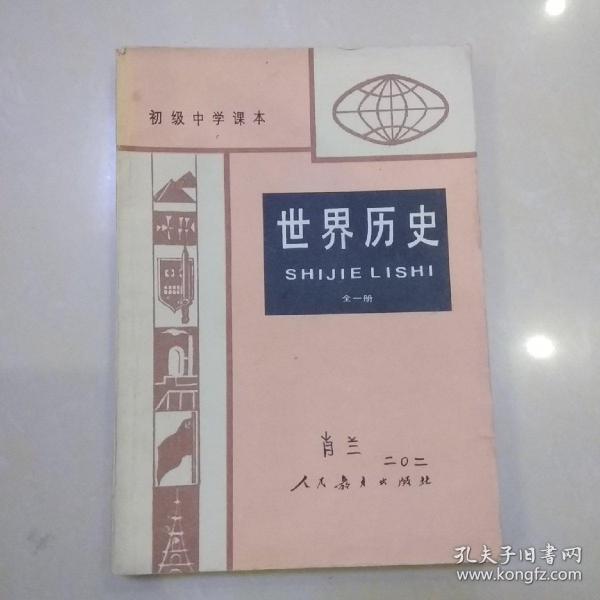 初级中学课本
世界历史
SHIJIE LISHI
全一册
肖兰 二〇二
人民教育出版社
孔夫子旧书网
www.kongfz.com